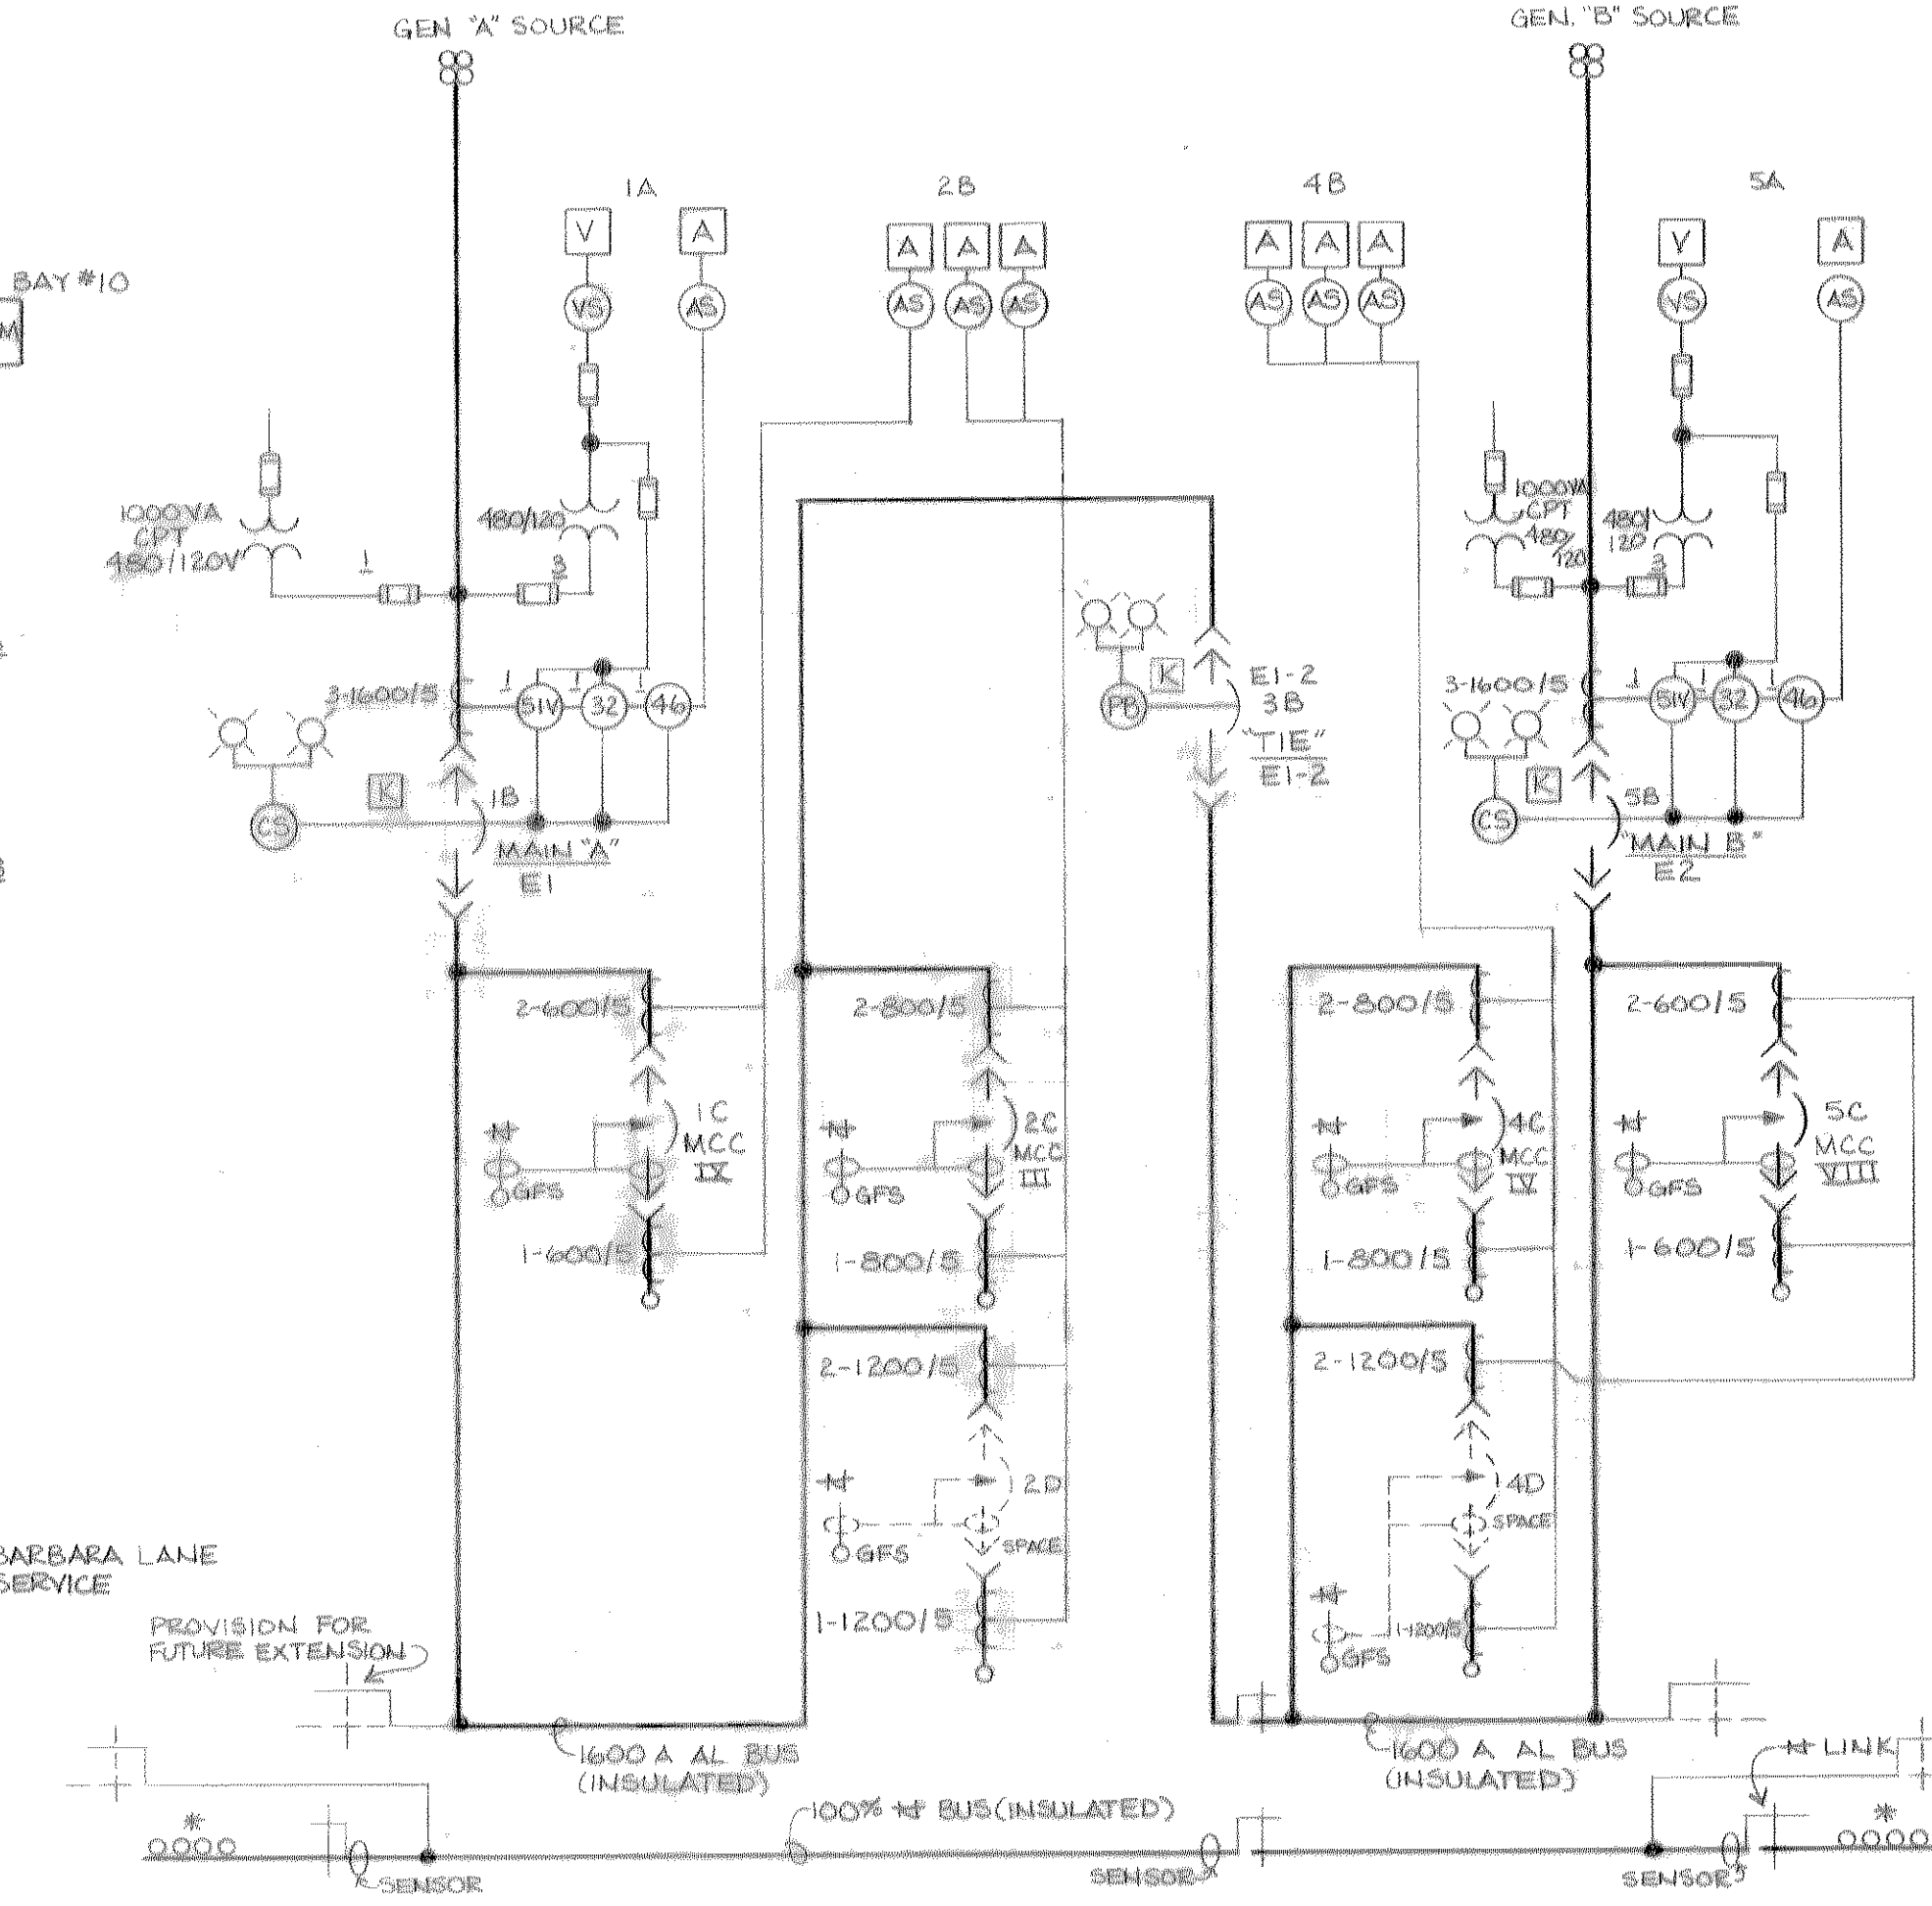 GEN "A" SOURCE
GEN. "B" SOURCE
1A
2B
4B
5A
V
A
A
A
A
A
A
A
V
A
BAY #10
M
VS
AS
AS
AS
AS
AS
AS
AS
VS
AS
1000VA
CPT
480/120V
1
480/120
3
1000VA
CPT
480/
120
480/
120
3
3-1600/5
1
1
1
51V
32
46
K
CS
1B
MAIN "A"
E1
K
PB
E1-2
3B
"TIE"
E1-2
3-1600/5
1
1
1
51V
32
46
K
CS
5B
"MAIN B"
E2
2-600/5
2-800/5
2-800/5
2-600/5
1C
MCC
IX
N
GFS
2C
MCC
III
N
GFS
4C
MCC
IV
N
GFS
5C
MCC
VIII
N
GFS
1-600/5
1-800/5
1-800/5
1-600/5
2-1200/5
2-1200/5
N
GFS
2D
SPACE
4D
SPACE
N
GFS
1-1200/5
1-1200/5
BARBARA LANE
SERVICE
PROVISION FOR
FUTURE EXTENSION
1600 A AL BUS
(INSULATED)
1600 A AL BUS
(INSULATED)
N LINK
*
OOOO
100% N BUS (INSULATED)
*
OOOO
SENSOR
SENSOR
SENSOR